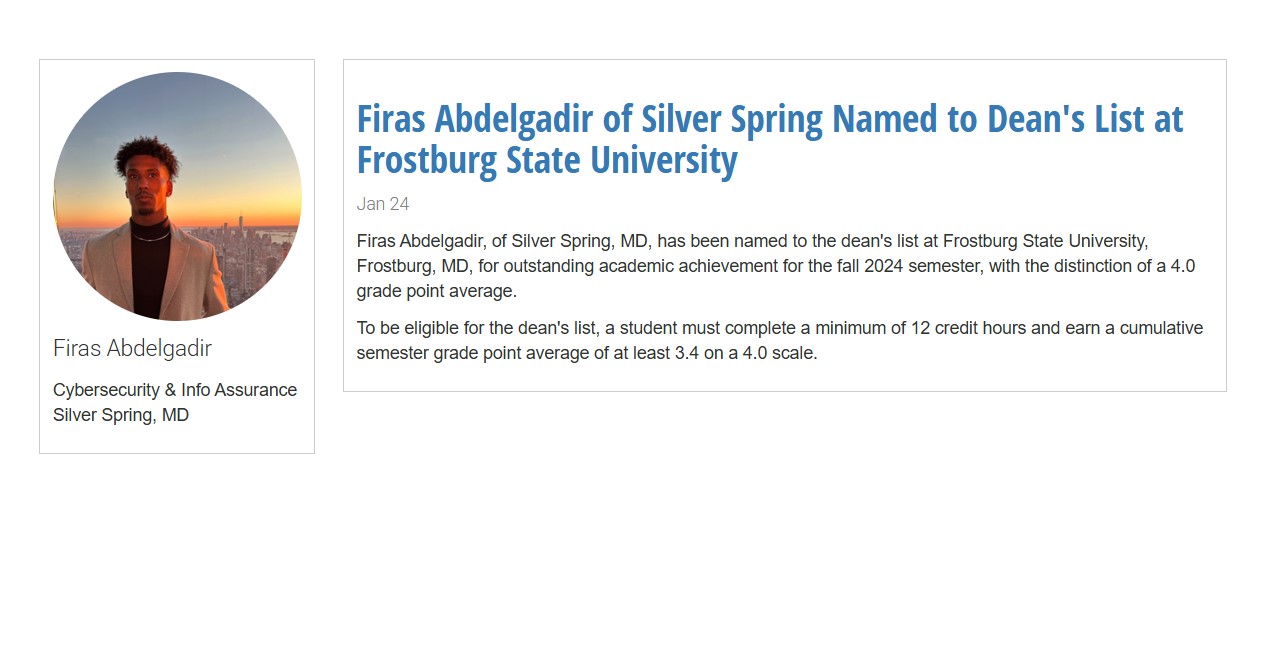 Firas Abdelgadir
Cybersecurity & Info Assurance
Silver Spring, MD
Firas Abdelgadir of Silver Spring Named to Dean's List at
Frostburg State University
Jan 24
Firas Abdelgadir, of Silver Spring, MD, has been named to the dean's list at Frostburg State University,
Frostburg, MD, for outstanding academic achievement for the fall 2024 semester, with the distinction of a 4.0
grade point average.
To be eligible for the dean's list, a student must complete a minimum of 12 credit hours and earn a cumulative
semester grade point average of at least 3.4 on a 4.0 scale.